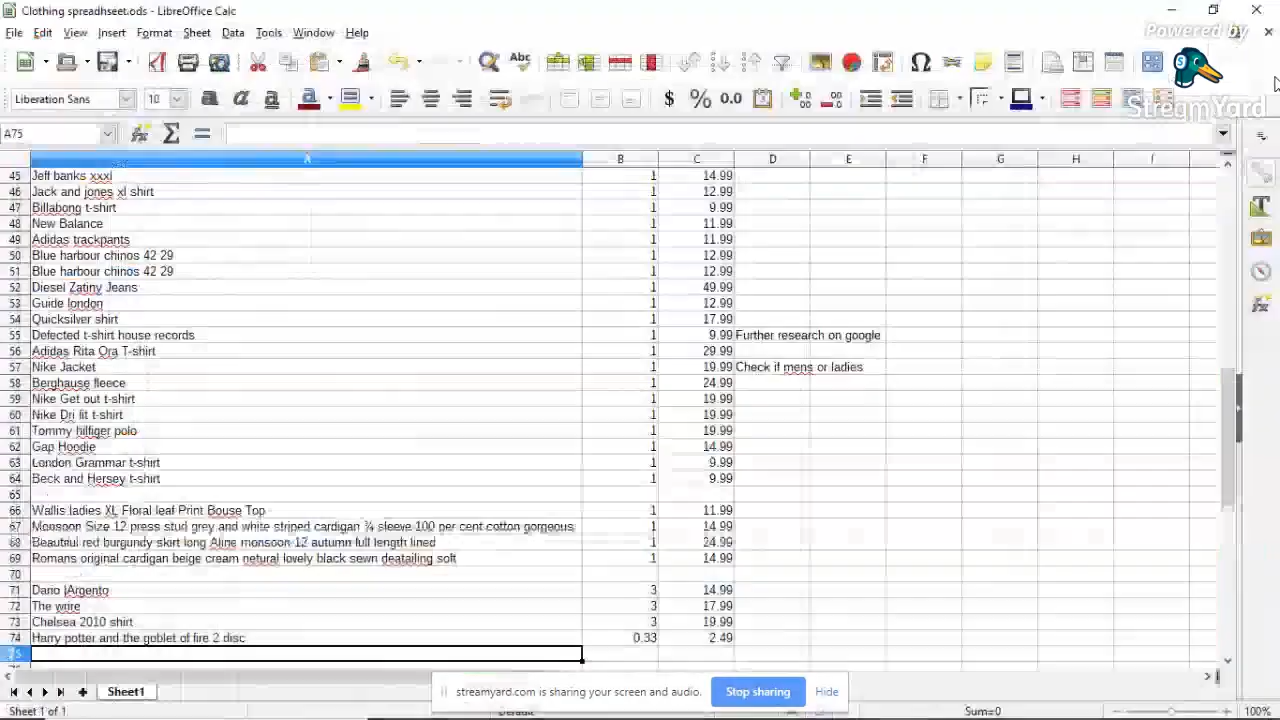 Clothing spreadhseet.ods - LibreOffice Calc
Powered by
File Edit View Insert Format Styles Sheet Data Tools Window Help
StreamYard
Liberation Sans 10
A75
A B C D E F G H I
45 Jeff banks xxxl 1 14.99
46 Jack and jones xl shirt 1 12.99
47 Billabong t-shirt 1 9.99
48 New Balance 1 11.99
49 Adidas trackpants 1 11.99
50 Blue harbour chinos 42 29 1 12.99
51 Blue harbour chinos 42 29 1 12.99
52 Diesel Zatiny Jeans 1 49.99
53 Guide london 1 12.99
54 Quicksilver shirt 1 17.99
55 Defected t-shirt house records 1 9.99 Further research on google
56 Adidas Rita Ora T-shirt 1 29.99
57 Nike Jacket 1 19.99 Check if mens or ladies
58 Berghause fleece 1 24.99
59 Nike Get out t-shirt 1 19.99
60 Nike Dri fit t-shirt 1 19.99
61 Tommy hilfiger polo 1 19.99
62 Gap Hoodie 1 14.99
63 London Grammar t-shirt 1 9.99
64 Beck and Hersey t-shirt 1 9.99
65
66 Wallis ladies XL Floral leaf Print Bouse Top 1 11.99
67 Monsoon Size 12 press stud grey and white striped cardigan ¾ sleeve 100 per cent cotton gorgeous 1 14.99
68 Beautiful red burgundy skirt long Aline monsoon 12 autumn full length lined 1 24.99
69 Romans original cardigan beige cream netural lovely black sewn deatailing soft 1 14.99
70
71 Dario lArgento 3 14.99
72 The wire 3 17.99
73 Chelsea 2010 shirt 3 19.99
74 Harry potter and the goblet of fire 2 disc 0.33 2.49
75
Sheet1
streamyard.com is sharing your screen and audio. Stop sharing Hide
Sheet 1 of 1 Default Sum=0 100%